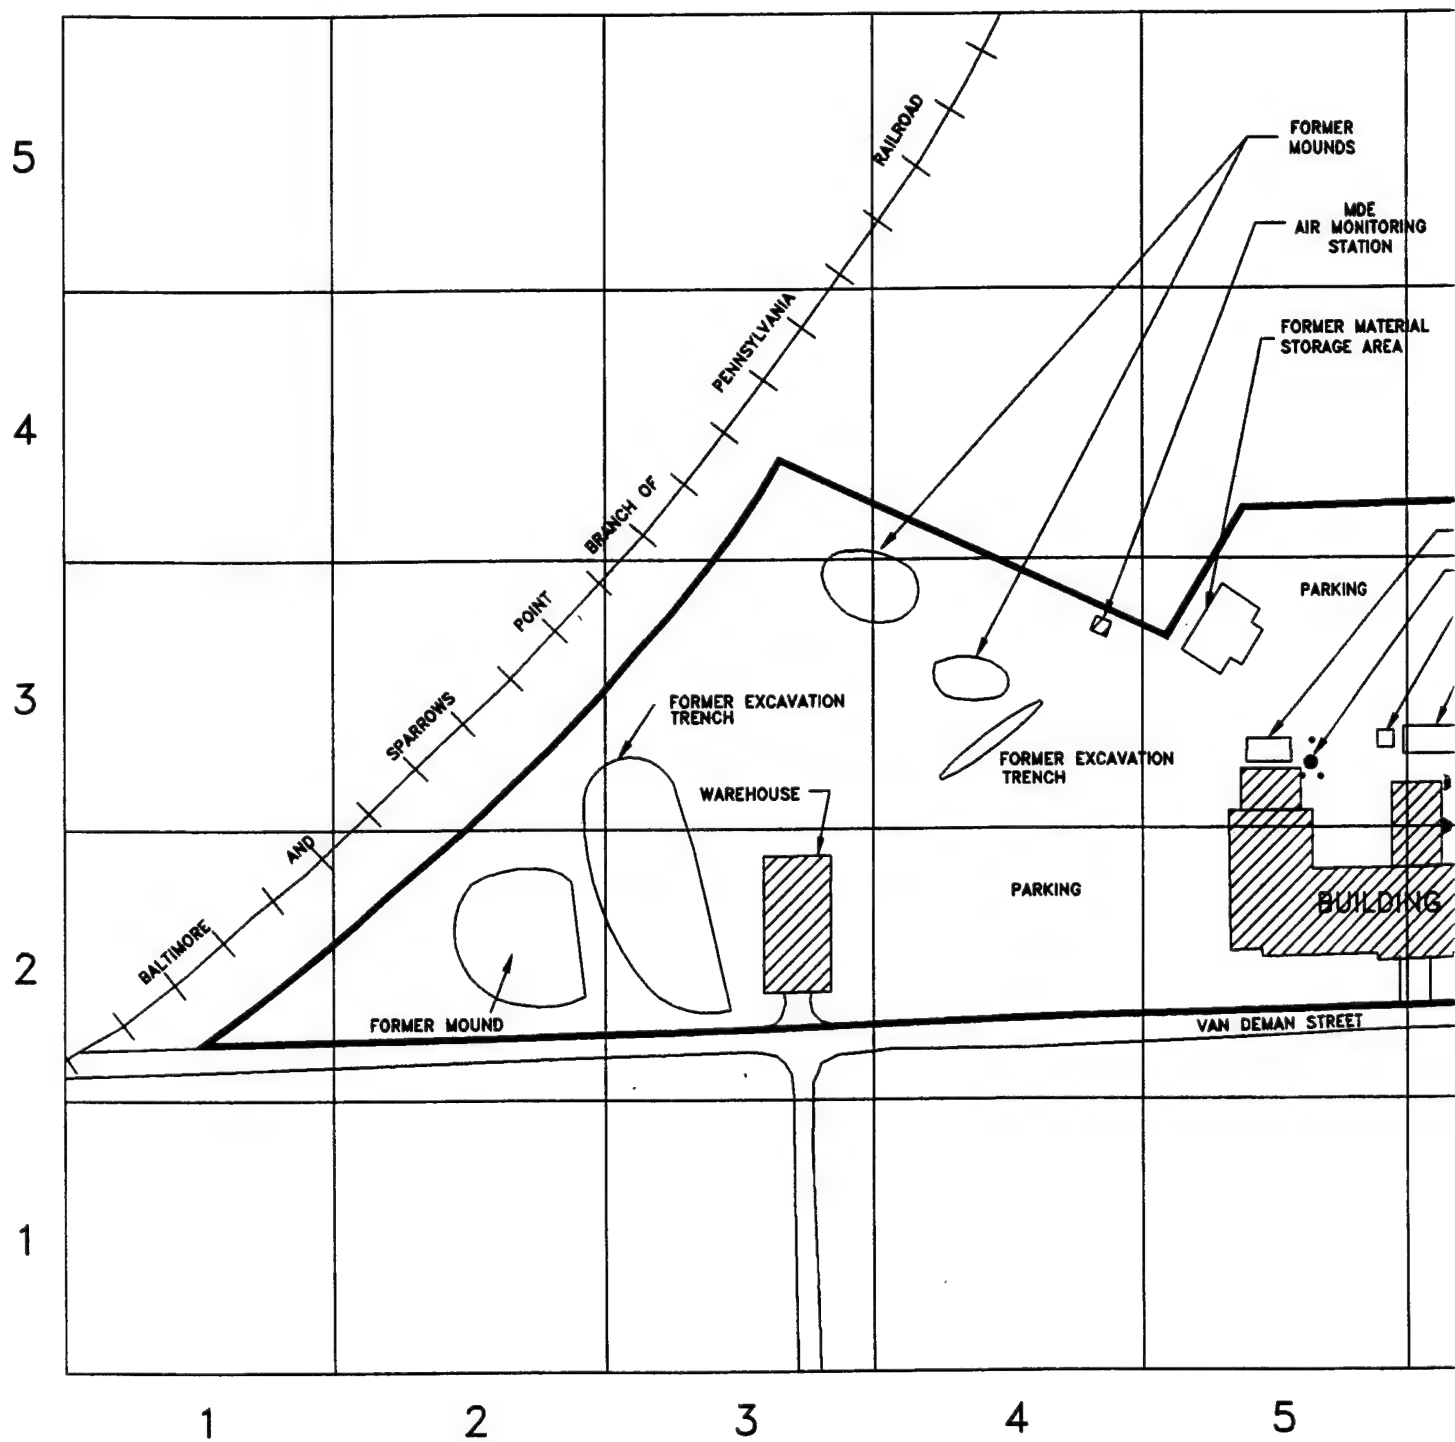 5
4
3
2
1
RAILROAD
PENNSYLVANIA
BRANCH OF
POINT
SPARROWS
AND
BALTIMORE
FORMER
MOUNDS
MDE
AIR MONITORING
STATION
FORMER MATERIAL
STORAGE AREA
PARKING
FORMER EXCAVATION
TRENCH
FORMER EXCAVATION
TRENCH
WAREHOUSE
PARKING
BUILDING
FORMER MOUND
VAN DEMAN STREET
1 2 3 4 5